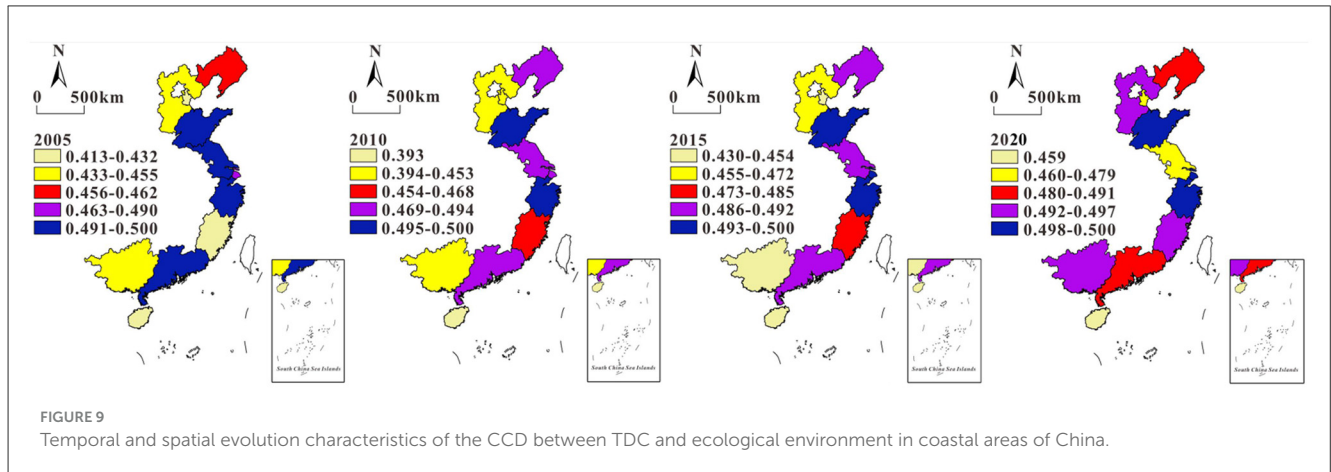 N
0 500km
2005
0.413-0.432
0.433-0.455
0.456-0.462
0.463-0.490
0.491-0.500
South China Sea Islands
N
0 500km
2010
0.393
0.394-0.453
0.454-0.468
0.469-0.494
0.495-0.500
South China Sea Islands
N
0 500km
2015
0.430-0.454
0.455-0.472
0.473-0.485
0.486-0.492
0.493-0.500
South China Sea Islands
N
0 500km
2020
0.459
0.460-0.479
0.480-0.491
0.492-0.497
0.498-0.500
South China Sea Islands
FIGURE 9
Temporal and spatial evolution characteristics of the CCD between TDC and ecological environment in coastal areas of China.